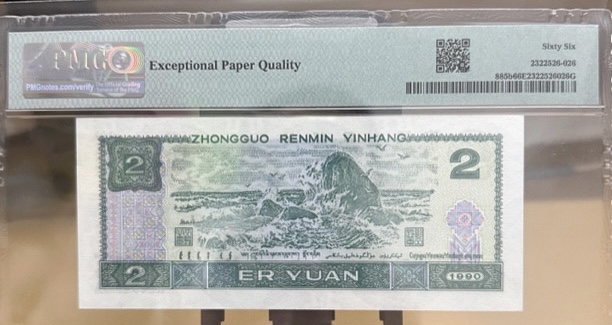 PMG
Exceptional Paper Quality
Sixty Six
2322526-026
PMGnotes.com/verify
885b66E2322526026G
ZHONGGUO RENMIN YINHANG
2
2
2
ER YUAN
1990